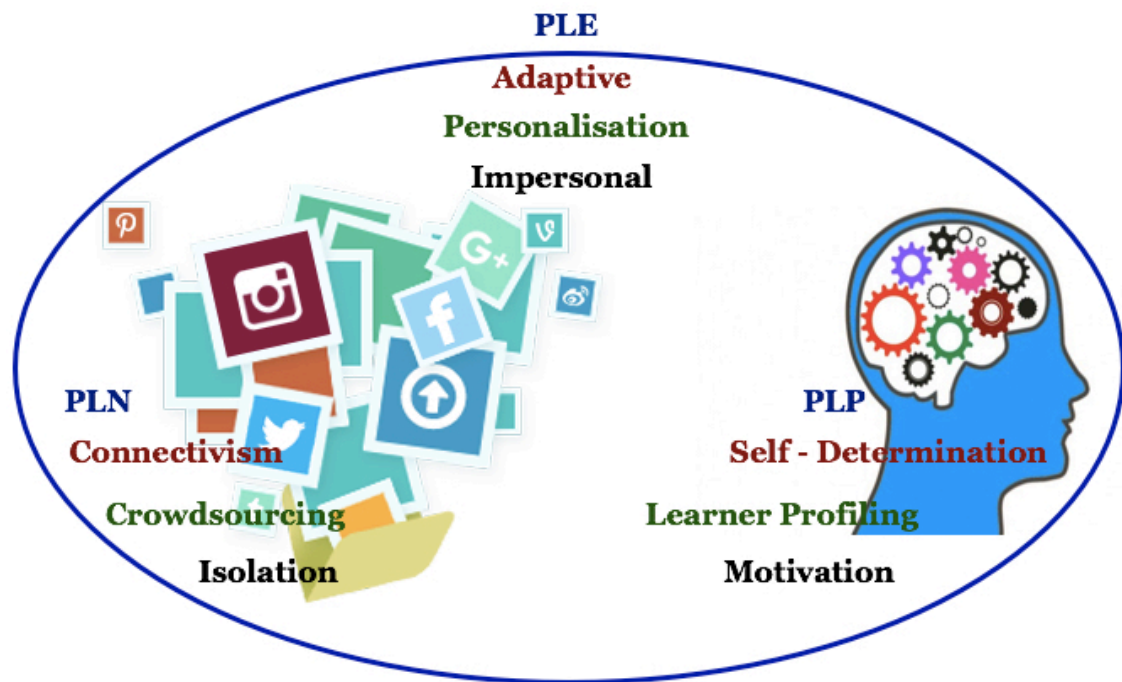 PLE
Adaptive
Personalisation
Impersonal
G+
PLN
Connectivism
Crowdsourcing
Isolation
PLP
Self - Determination
Learner Profiling
Motivation